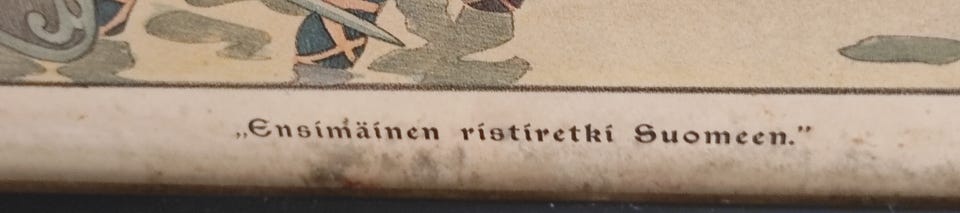 „Ensimäinen ristiretki Suomeen.”